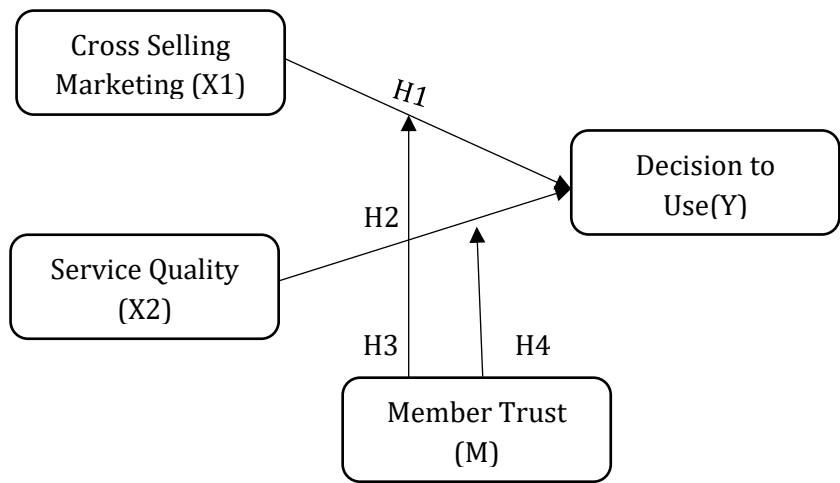 Cross Selling
Marketing (X1)
H1
Decision to
Use(Y)
H2
Service Quality
(X2)
H3
H4
Member Trust
(M)